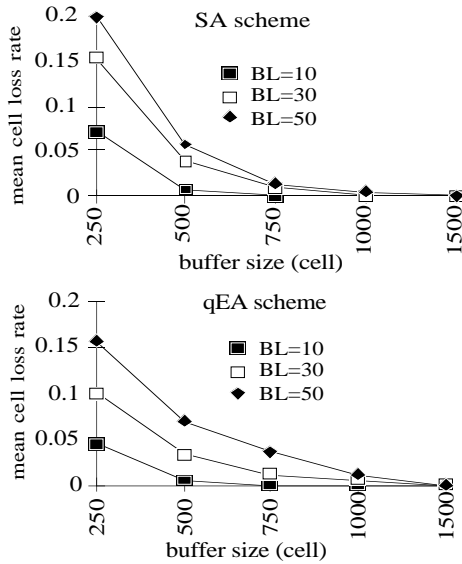 SA scheme
0.2
0.15
0.1
0.05
0
mean cell loss rate
BL=10
BL=30
BL=50
250
500
750
1000
1500
buffer size (cell)
qEA scheme
0.2
0.15
0.1
0.05
0
mean cell loss rate
BL=10
BL=30
BL=50
250
500
750
1000
1500
buffer size (cell)